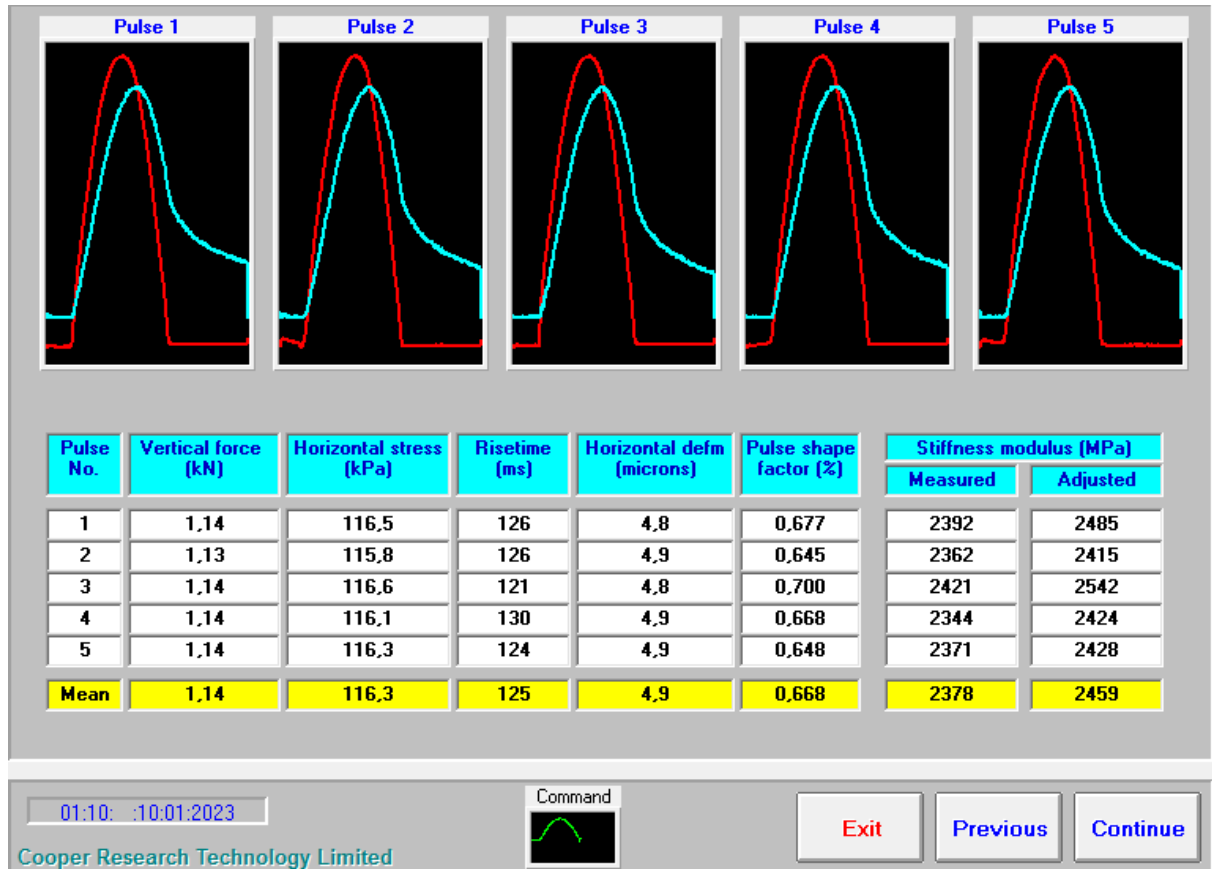 Pulse 1 Pulse 2 Pulse 3 Pulse 4 Pulse 5
Pulse No. Vertical force (kN) Horizontal stress (kPa) Risetime (ms) Horizontal defm (microns) Pulse shape factor (%) Stiffness modulus (MPa)
Measured Adjusted
1 1,14 116,5 126 4,8 0,677 2392 2485
2 1,13 115,8 126 4,9 0,645 2362 2415
3 1,14 116,6 121 4,8 0,700 2421 2542
4 1,14 116,1 130 4,9 0,668 2344 2424
5 1,14 116,3 124 4,9 0,648 2371 2428
Mean 1,14 116,3 125 4,9 0,668 2378 2459
01:10: :10:01:2023
Command
Exit Previous Continue
Cooper Research Technology Limited